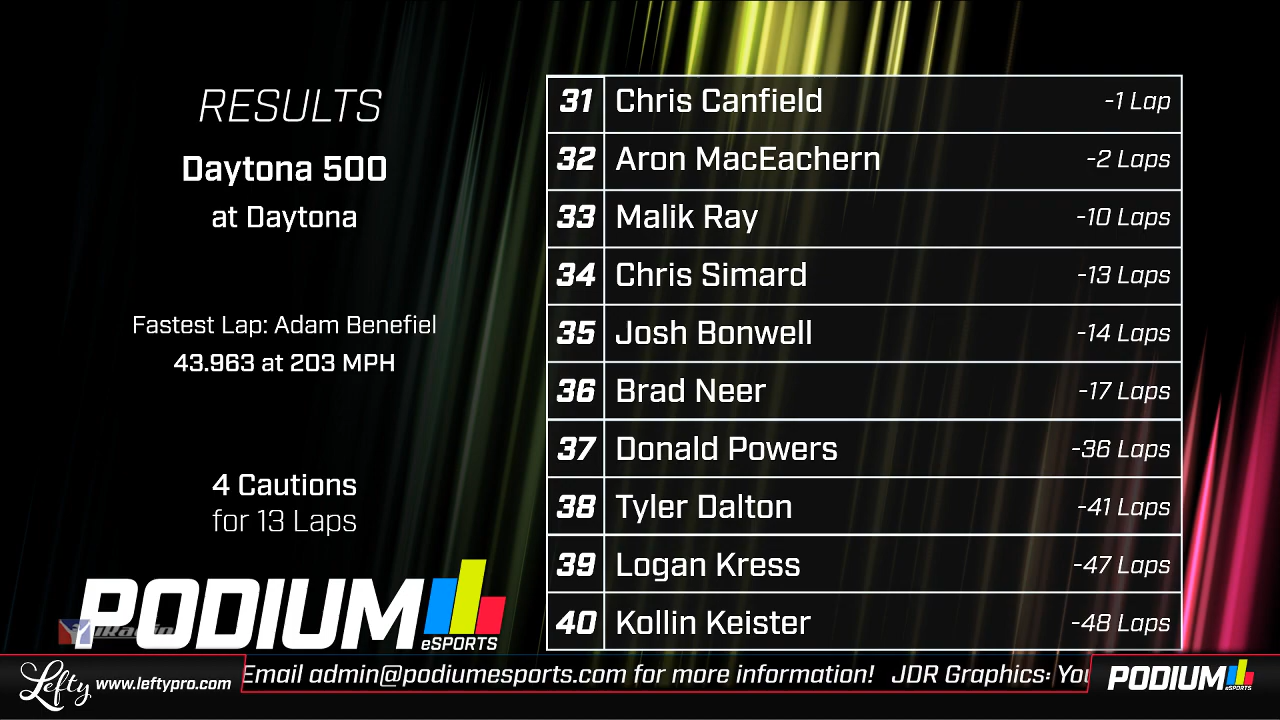 RESULTS
Daytona 500
at Daytona
Fastest Lap: Adam Benefiel
43.963 at 203 MPH
4 Cautions
for 13 Laps
PODIUM
eSPORTS
31 Chris Canfield -1 Lap
32 Aron MacEachern -2 Laps
33 Malik Ray -10 Laps
34 Chris Simard -13 Laps
35 Josh Bonwell -14 Laps
36 Brad Neer -17 Laps
37 Donald Powers -36 Laps
38 Tyler Dalton -41 Laps
39 Logan Kress -47 Laps
40 Kollin Keister -48 Laps
Lefty www.leftypro.com Email admin@podiumesports.com for more information! JDR Graphics: You PODIUM
eSPORTS